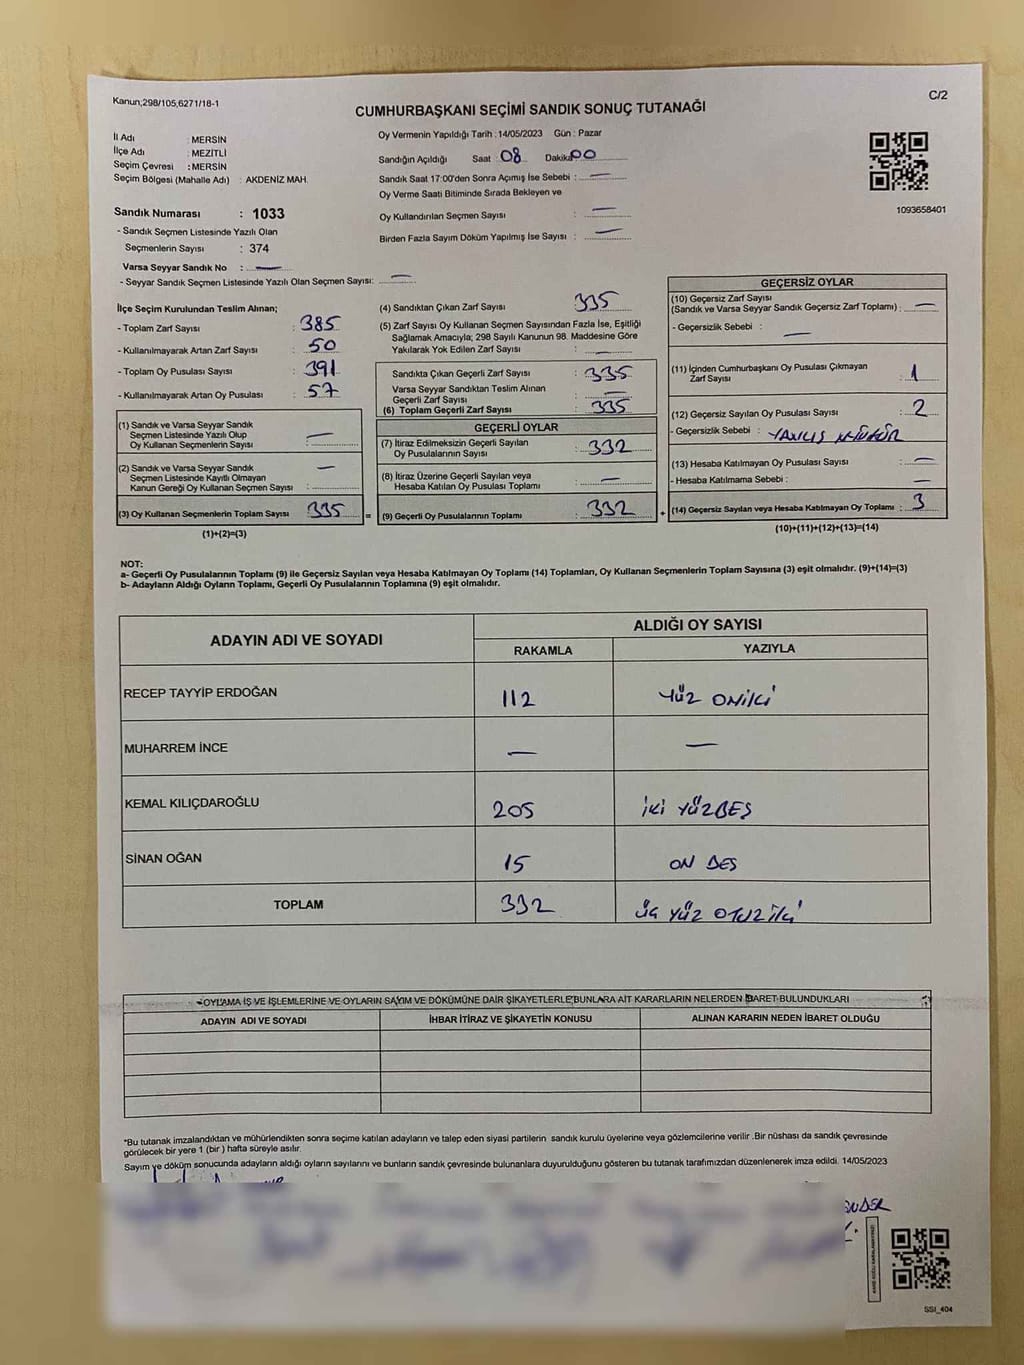 Kanun;298/105,6271/18-1
C/2
CUMHURBAŞKANI SEÇİMİ SANDIK SONUÇ TUTANAĞI
İl Adı : MERSİN
İlçe Adı : MEZİTLİ
Seçim Çevresi : MERSİN
Seçim Bölgesi (Mahalle Adı) : AKDENİZ MAH.
Oy Vermenin Yapıldığı Tarih :14/05/2023 Gün : Pazar
Sandığın Açıldığı Saat 08 Dakika 00
Sandık Saat 17:00'den Sonra Açımış İse Sebebi : —
Oy Verme Saati Bitiminde Sırada Bekleyen ve
Oy Kullandırılan Seçmen Sayısı : —
Birden Fazla Sayım Döküm Yapılmış İse Sayısı : —
1093658401
Sandık Numarası : 1033
- Sandık Seçmen Listesinde Yazılı Olan
Seçmenlerin Sayısı : 374
Varsa Seyyar Sandık No : —
- Seyyar Sandık Seçmen Listesinde Yazılı Olan Seçmen Sayısı: —
İlçe Seçim Kurulundan Teslim Alınan;
- Toplam Zarf Sayısı : 385
- Kullanılmayarak Artan Zarf Sayısı : 50
- Toplam Oy Pusulası Sayısı : 391
- Kullanılmayarak Artan Oy Pusulası : 57
(1) Sandık ve Varsa Seyyar Sandık
Seçmen Listesinde Yazılı Olup
Oy Kullanan Seçmenlerin Sayısı : —
(2) Sandık ve Varsa Seyyar Sandık
Seçmen Listesinde Kayıtlı Olmayan
Kanun Gereği Oy Kullanan Seçmen Sayısı : —
(3) Oy Kullanan Seçmenlerin Toplam Sayısı : 335 =
(1)+(2)=(3)
(4) Sandıktan Çıkan Zarf Sayısı : 335
(5) Zarf Sayısı Oy Kullanan Seçmen Sayısından Fazla İse, Eşitliği
Sağlamak Amacıyla; 298 Sayılı Kanunun 98. Maddesine Göre
Yakılarak Yok Edilen Zarf Sayısı : —
Sandıkta Çıkan Geçerli Zarf Sayısı : 335
Varsa Seyyar Sandıktan Teslim Alınan
Geçerli Zarf Sayısı : —
(6) Toplam Geçerli Zarf Sayısı : 335
GEÇERLİ OYLAR
(7) İtiraz Edilmeksizin Geçerli Sayılan
Oy Pusulalarının Sayısı : 332
(8) İtiraz Üzerine Geçerli Sayılan veya
Hesaba Katılan Oy Pusulası Toplamı : —
(9) Geçerli Oy Pusulalarının Toplamı : 332 +
GEÇERSİZ OYLAR
(10) Geçersiz Zarf Sayısı
(Sandık ve Varsa Seyyar Sandık Geçersiz Zarf Toplamı) : —
- Geçersizlik Sebebi : —
(11) İçinden Cumhurbaşkanı Oy Pusulası Çıkmayan
Zarf Sayısı : 1
(12) Geçersiz Sayılan Oy Pusulası Sayısı : 2
- Geçersizlik Sebebi : YANLIŞ MÜHÜR
(13) Hesaba Katılmayan Oy Pusulası Sayısı : —
- Hesaba Katılmama Sebebi : —
(14) Geçersiz Sayılan veya Hesaba Katılmayan Oy Toplamı : 3
(10)+(11)+(12)+(13)=(14)
NOT:
a- Geçerli Oy Pusulalarının Toplamı (9) ile Geçersiz Sayılan veya Hesaba Katılmayan Oy Toplamı (14) Toplamları, Oy Kullanan Seçmenlerin Toplam Sayısına (3) eşit olmalıdır. (9)+(14)=(3)
b- Adayların Aldığı Oyların Toplamı, Geçerli Oy Pusulalarının Toplamına (9) eşit olmalıdır.
ADAYIN ADI VE SOYADI
ALDIĞI OY SAYISI
RAKAMLA YAZIYLA
RECEP TAYYİP ERDOĞAN 112 YÜZ ONİKİ
MUHARREM İNCE — —
KEMAL KILIÇDAROĞLU 205 İKİ YÜZBEŞ
SİNAN OĞAN 15 ON BEŞ
TOPLAM 332 ÜÇ YÜZ OTUZ İKİ
OYLAMA İŞ VE İŞLEMLERİNE VE OYLARIN SAYIM VE DÖKÜMÜNE DAİR ŞİKAYETLERLE BUNLARA AİT KARARLARIN NELERDEN İBARET BULUNDUKLARI
ADAYIN ADI VE SOYADI İHBAR İTİRAZ VE ŞİKAYETİN KONUSU ALINAN KARARIN NEDEN İBARET OLDUĞU
*Bu tutanak imzalandıktan ve mühürlendikten sonra seçime katılan adayların ve talep eden siyasi partilerin sandık kurulu üyelerine veya gözlemcilerine verilir .Bir nüshası da sandık çevresinde
görülecek bir yere 1 (bir ) hafta süreyle asılır.
Sayım ve döküm sonucunda adayların aldığı oyların sayılarını ve bunların sandık çevresinde bulunanlara duyurulduğunu gösteren bu tutanak tarafımızdan düzenlenerek imza edildi. 14/05/2023
SSI_404